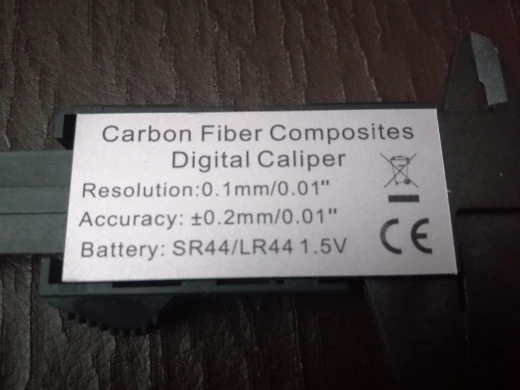 Carbon Fiber Composites
Digital Caliper
Resolution:0.1mm/0.01"
Accuracy: ±0.2mm/0.01"
Battery: SR44/LR44 1.5V
CE